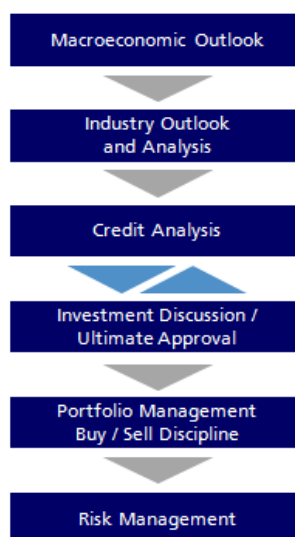 Macroeconomic Outlook
Industry Outlook
and Analysis
Credit Analysis
Investment Discussion /
Ultimate Approval
Portfolio Management
Buy / Sell Discipline
Risk Management